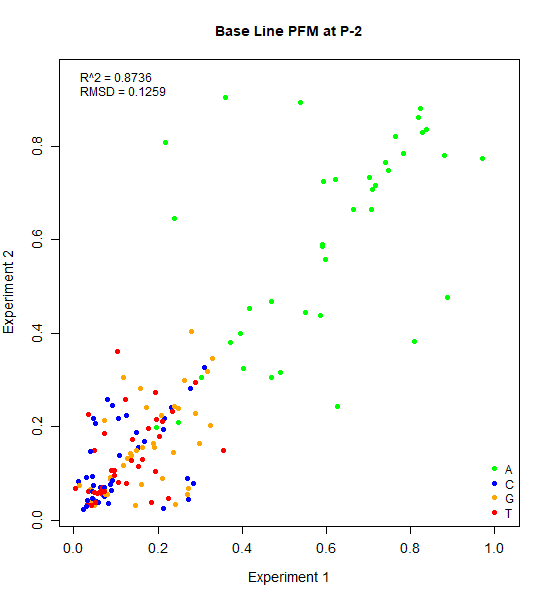 Base Line PFM at P-2
R^2 = 0.8736
RMSD = 0.1259
Experiment 2
0.0
0.2
0.4
0.6
0.8
A
C
G
T
0.0 0.2 0.4 0.6 0.8 1.0
Experiment 1